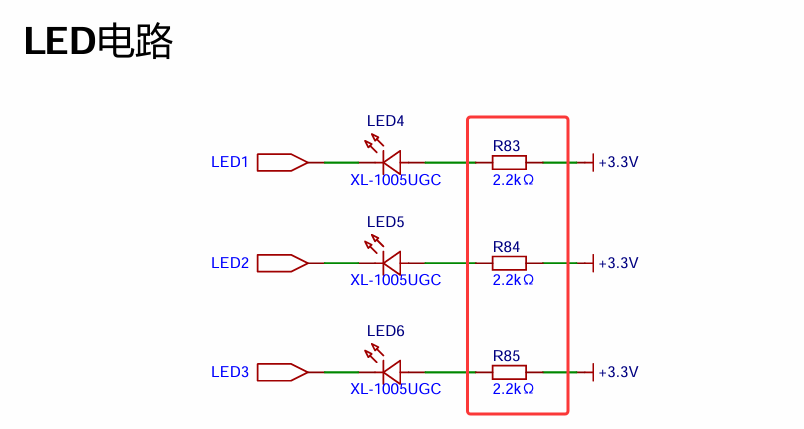 LED电路
LED4
LED1 R83 +3.3V
XL-1005UGC 2.2kΩ
LED5
LED2 R84 +3.3V
XL-1005UGC 2.2kΩ
LED6
LED3 R85 +3.3V
XL-1005UGC 2.2kΩ